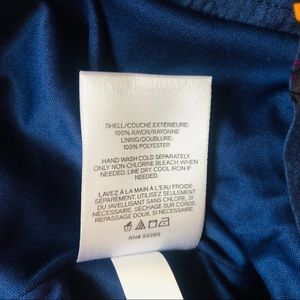 SHELL/COUCHE EXTÉRIEURE:
100% RAYON/RAYONNE
LINING/DOUBLURE:
100% POLYESTER
HAND WASH COLD SEPARATELY.
ONLY NON-CHLORINE BLEACH WHEN
NEEDED. LINE DRY. COOL IRON IF
NEEDED.
LAVEZ À LA MAIN À L'EAU FROIDE
SÉPARÉMENT. UTILISEZ SEULEMENT
DU JAVELLISANT SANS CHLORE, SI
NÉCESSAIRE. SÉCHAGE SUR CORDE.
REPASSAGE DOUX, SI NÉCESSAIRE.
RN# 55285